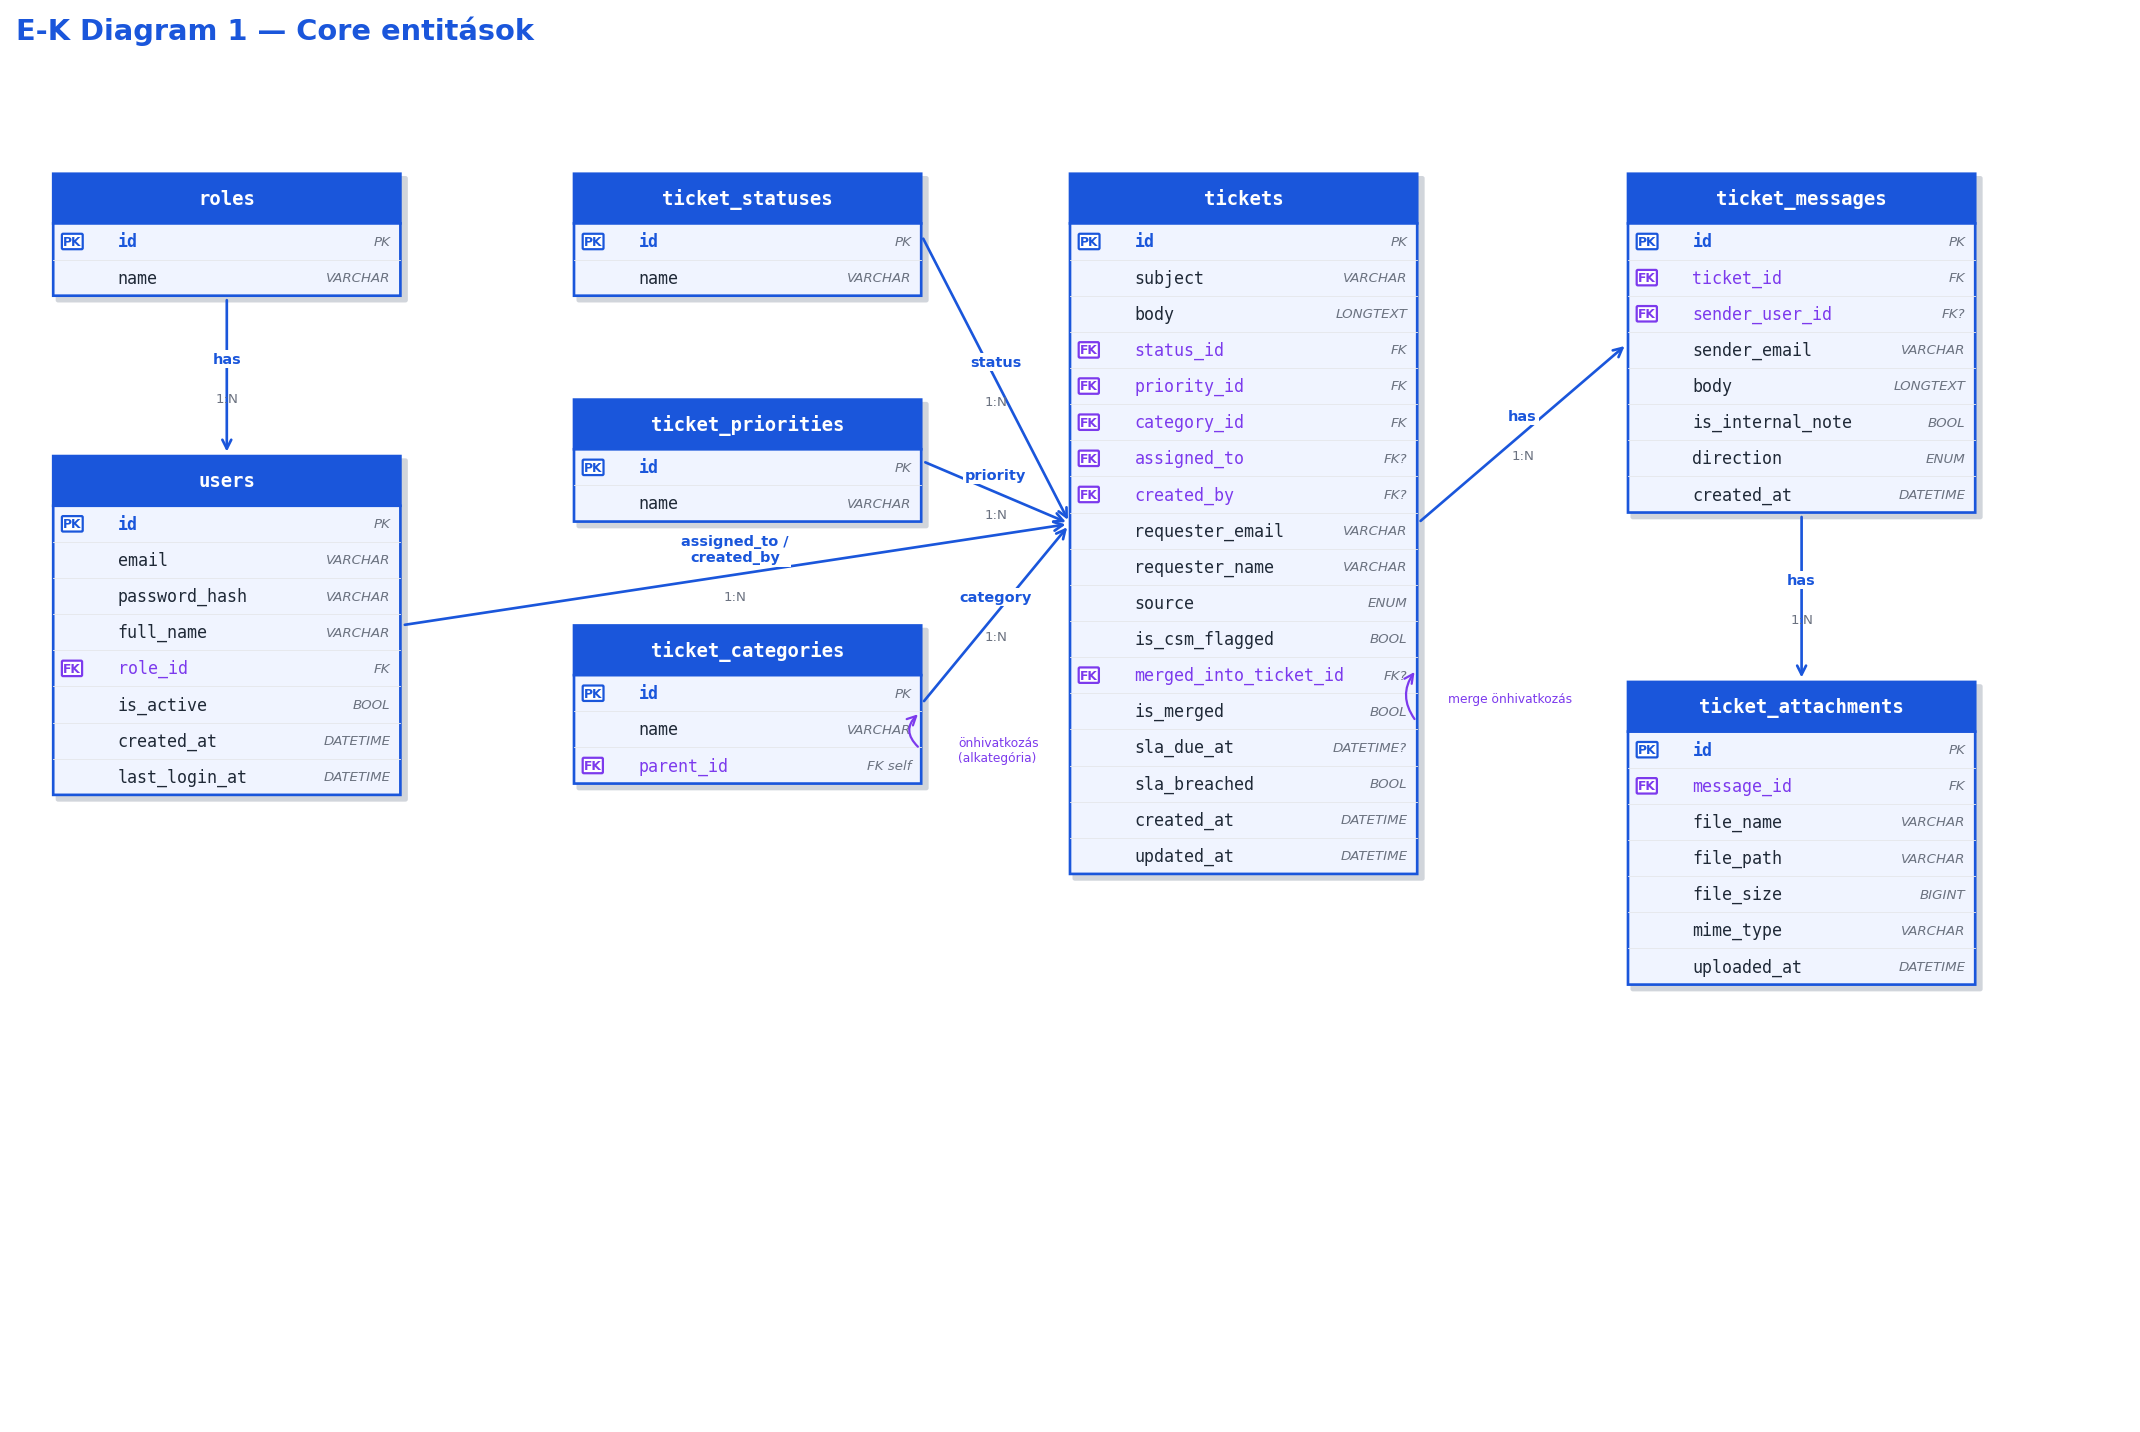 E-K Diagram 1 — Core entitások
roles
PK id PK
name VARCHAR
has
1:N
users
PK id PK
email VARCHAR
password_hash VARCHAR
full_name VARCHAR
FK role_id FK
is_active BOOL
created_at DATETIME
last_login_at DATETIME
ticket_statuses
PK id PK
name VARCHAR
status
1:N
ticket_priorities
PK id PK
name VARCHAR
priority
1:N
assigned_to /
created_by
1:N
category
1:N
ticket_categories
PK id PK
name VARCHAR
FK parent_id FK self
önhivatkozás
(alkategória)
tickets
PK id PK
subject VARCHAR
body LONGTEXT
FK status_id FK
FK priority_id FK
FK category_id FK
FK assigned_to FK?
FK created_by FK?
requester_email VARCHAR
requester_name VARCHAR
source ENUM
is_csm_flagged BOOL
FK merged_into_ticket_id FK?
is_merged BOOL
sla_due_at DATETIME?
sla_breached BOOL
created_at DATETIME
updated_at DATETIME
merge önhivatkozás
has
1:N
ticket_messages
PK id PK
FK ticket_id FK
FK sender_user_id FK?
sender_email VARCHAR
body LONGTEXT
is_internal_note BOOL
direction ENUM
created_at DATETIME
has
1:N
ticket_attachments
PK id PK
FK message_id FK
file_name VARCHAR
file_path VARCHAR
file_size BIGINT
mime_type VARCHAR
uploaded_at DATETIME